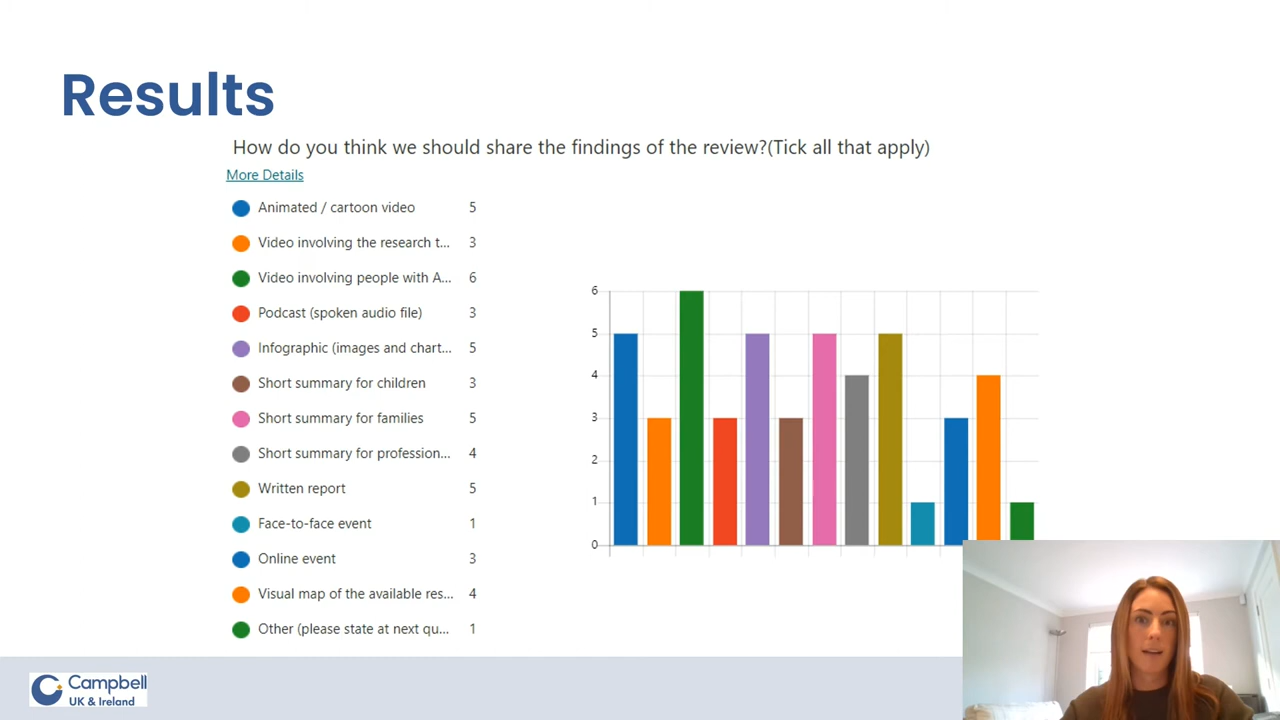 Results
How do you think we should share the findings of the review?(Tick all that apply)
More Details
Animated / cartoon video 5
Video involving the research t... 3
Video involving people with A... 6
Podcast (spoken audio file) 3
Infographic (images and chart... 5
Short summary for children 3
Short summary for families 5
Short summary for profession... 4
Written report 5
Face-to-face event 1
Online event 3
Visual map of the available res... 4
Other (please state at next qu... 1
6
5
4
3
2
1
0
Campbell
UK & Ireland